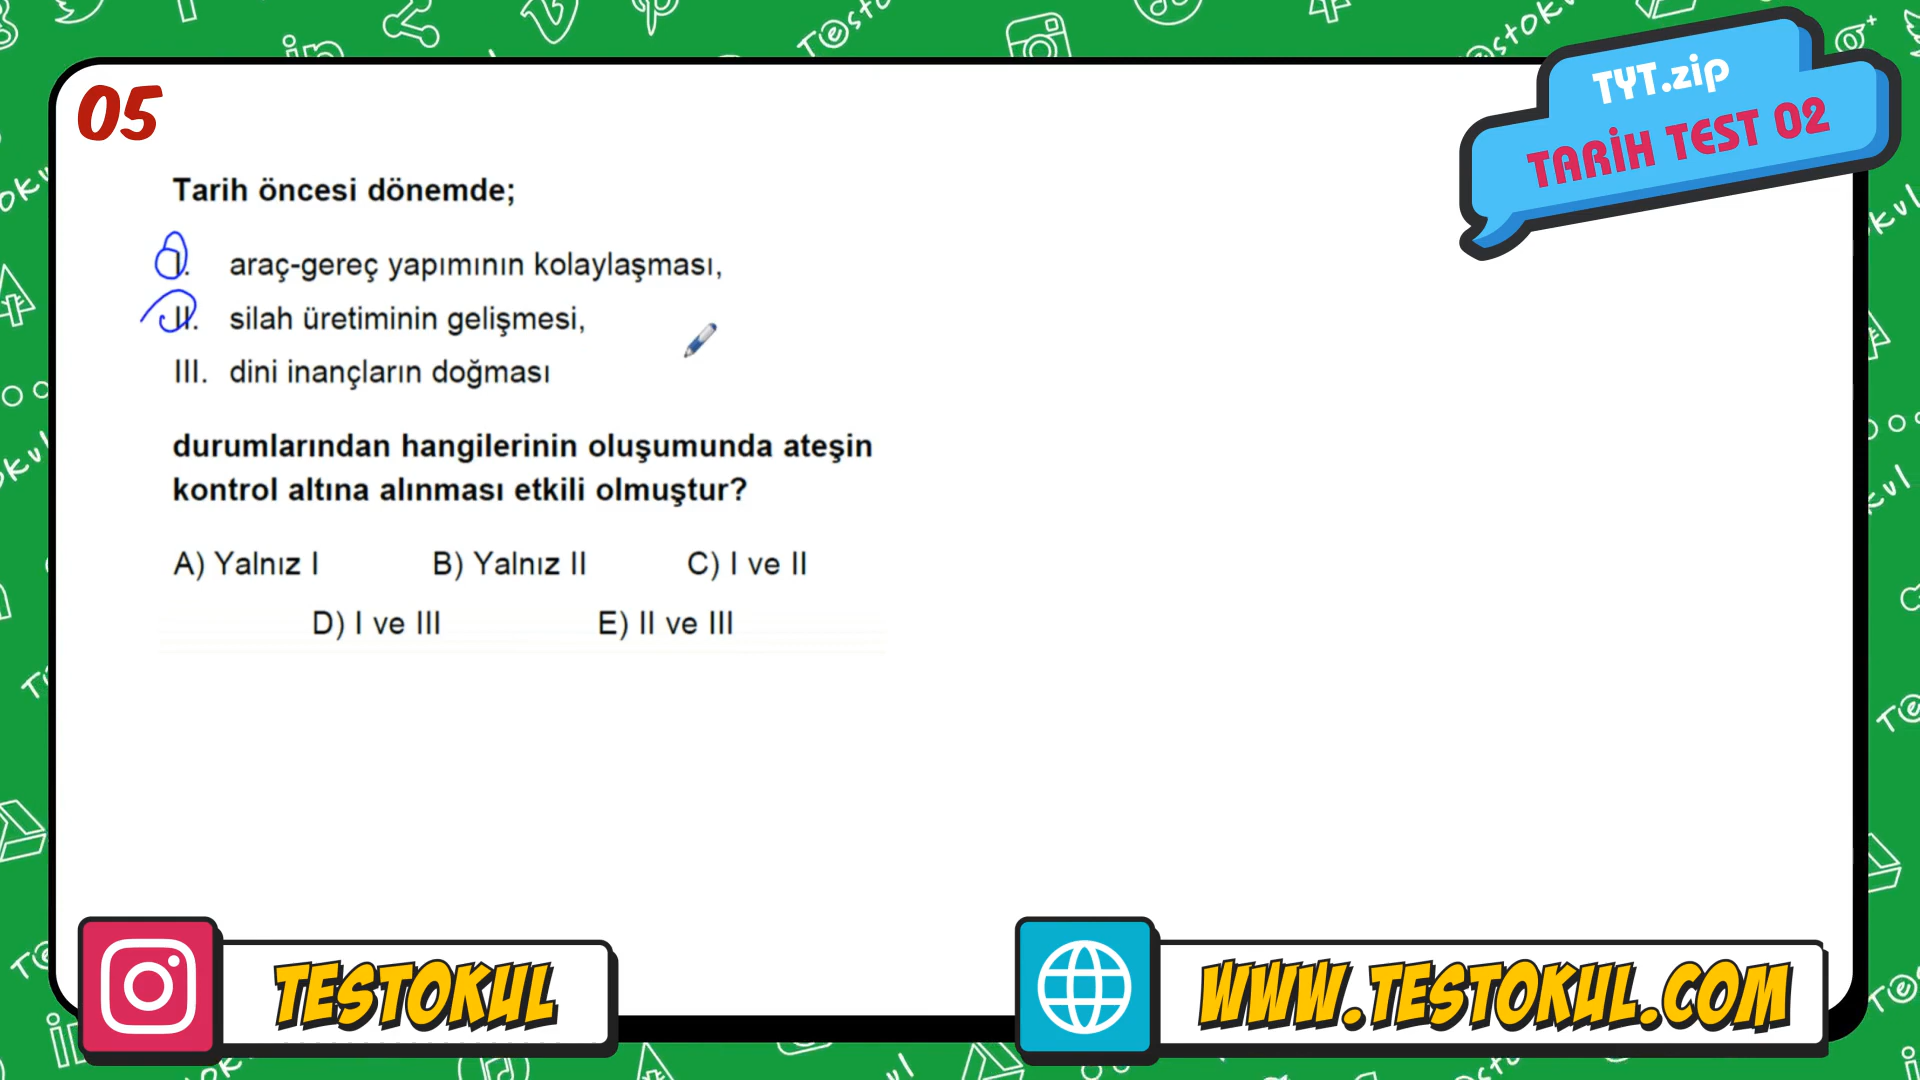 05
TYT.zip
TARİH TEST 02
Tarih öncesi dönemde;
I. araç-gereç yapımının kolaylaşması,
II. silah üretiminin gelişmesi,
III. dini inançların doğması
durumlarından hangilerinin oluşumunda ateşin
kontrol altına alınması etkili olmuştur?
A) Yalnız I B) Yalnız II C) I ve II
D) I ve III E) II ve III
TESTOKUL
WWW.TESTOKUL.COM